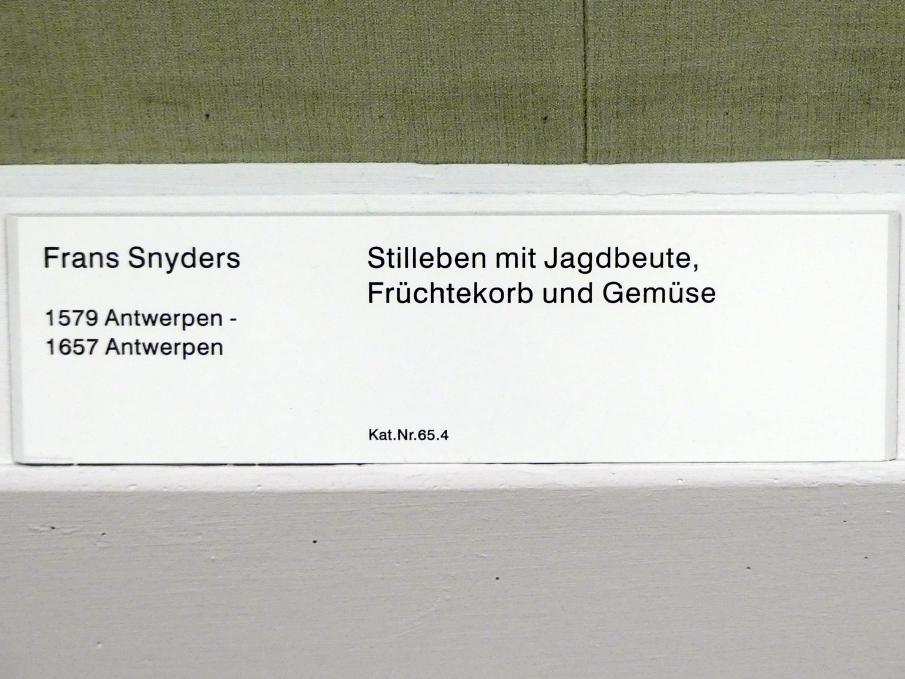 Frans Snyders
1579 Antwerpen -
1657 Antwerpen
Stilleben mit Jagdbeute,
Früchtekorb und Gemüse
Kat.Nr.65.4